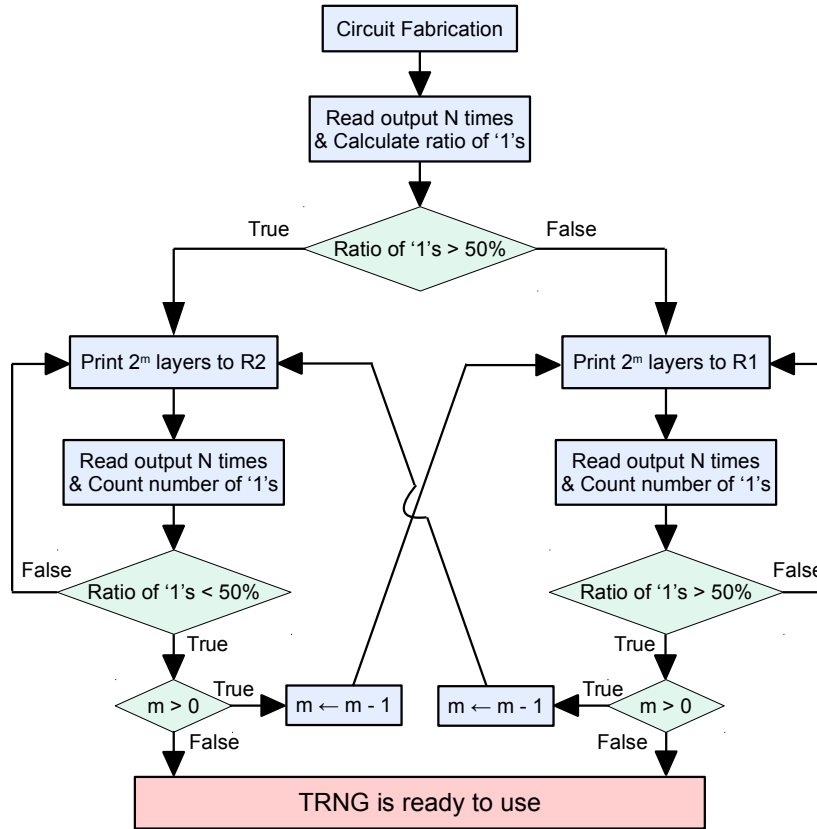 Circuit Fabrication
Read output N times
& Calculate ratio of ‘1’s
True
False
Ratio of ‘1’s > 50%
Print 2ᵐ layers to R2
Print 2ᵐ layers to R1
Read output N times
& Count number of ‘1’s
Read output N times
& Count number of ‘1’s
False
Ratio of ‘1’s < 50%
Ratio of ‘1’s > 50%
False
True
True
m > 0
True
m ← m - 1
m ← m - 1
True
m > 0
False
False
TRNG is ready to use